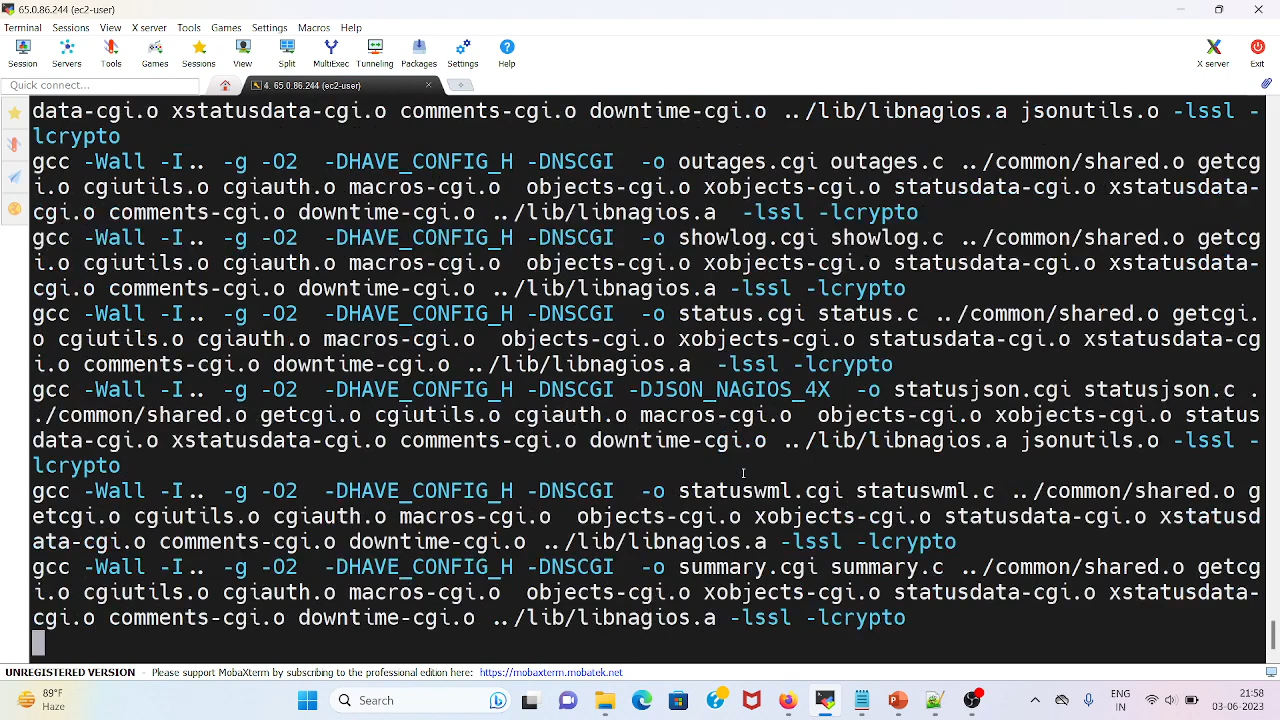 65.0.86.244 (ec2-user)
Terminal Sessions View X server Tools Games Settings Macros Help
Session Servers Tools Games Sessions View Split MultiExec Tunneling Packages Settings Help X server Exit
Quick connect...
4. 65.0.86.244 (ec2-user)
data-cgi.o xstatusdata-cgi.o comments-cgi.o downtime-cgi.o ../lib/libnagios.a jsonutils.o -lssl -
lcrypto
gcc -Wall -I.. -g -O2 -DHAVE_CONFIG_H -DNSCGI -o outages.cgi outages.c ../common/shared.o getcg
i.o cgiutils.o cgiauth.o macros-cgi.o objects-cgi.o xobjects-cgi.o statusdata-cgi.o xstatusdata-
cgi.o comments-cgi.o downtime-cgi.o ../lib/libnagios.a -lssl -lcrypto
gcc -Wall -I.. -g -O2 -DHAVE_CONFIG_H -DNSCGI -o showlog.cgi showlog.c ../common/shared.o getcg
i.o cgiutils.o cgiauth.o macros-cgi.o objects-cgi.o xobjects-cgi.o statusdata-cgi.o xstatusdata-
cgi.o comments-cgi.o downtime-cgi.o ../lib/libnagios.a -lssl -lcrypto
gcc -Wall -I.. -g -O2 -DHAVE_CONFIG_H -DNSCGI -o status.cgi status.c ../common/shared.o getcgi.
o cgiutils.o cgiauth.o macros-cgi.o objects-cgi.o xobjects-cgi.o statusdata-cgi.o xstatusdata-cg
i.o comments-cgi.o downtime-cgi.o ../lib/libnagios.a -lssl -lcrypto
gcc -Wall -I.. -g -O2 -DHAVE_CONFIG_H -DNSCGI -DJSON_NAGIOS_4X -o statusjson.cgi statusjson.c .
./common/shared.o getcgi.o cgiutils.o cgiauth.o macros-cgi.o objects-cgi.o xobjects-cgi.o status
data-cgi.o xstatusdata-cgi.o comments-cgi.o downtime-cgi.o ../lib/libnagios.a jsonutils.o -lssl -
lcrypto
gcc -Wall -I.. -g -O2 -DHAVE_CONFIG_H -DNSCGI -o statuswml.cgi statuswml.c ../common/shared.o g
etcgi.o cgiutils.o cgiauth.o macros-cgi.o objects-cgi.o xobjects-cgi.o statusdata-cgi.o xstatusd
ata-cgi.o comments-cgi.o downtime-cgi.o ../lib/libnagios.a -lssl -lcrypto
gcc -Wall -I.. -g -O2 -DHAVE_CONFIG_H -DNSCGI -o summary.cgi summary.c ../common/shared.o getcg
i.o cgiutils.o cgiauth.o macros-cgi.o objects-cgi.o xobjects-cgi.o statusdata-cgi.o xstatusdata-
cgi.o comments-cgi.o downtime-cgi.o ../lib/libnagios.a -lssl -lcrypto
UNREGISTERED VERSION - Please support MobaXterm by subscribing to the professional edition here: https://mobaxterm.mobatek.net
89°F
Haze
Search
ENG
IN
21:58
03-06-2023